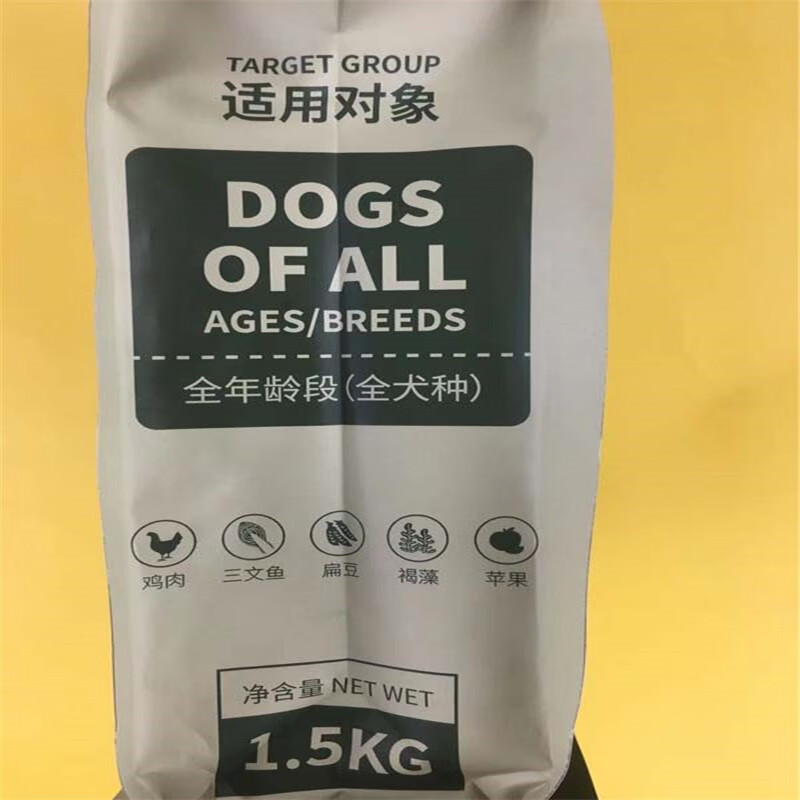 TARGET GROUP
适用对象
DOGS
OF ALL
AGES/BREEDS
全年龄段(全犬种)
鸡肉 三文鱼 扁豆 褐藻 苹果
净含量 NET WET
1.5KG